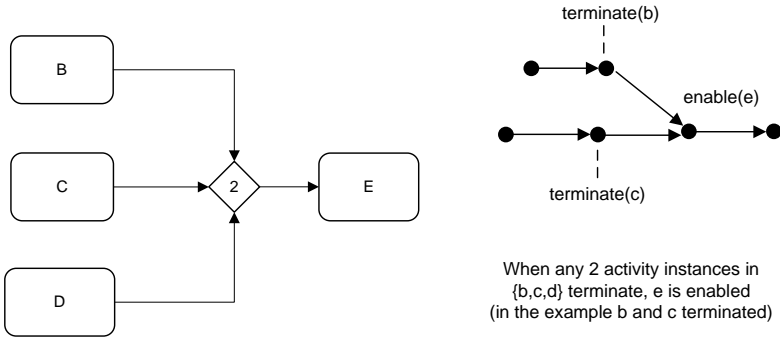 B
C
D
2
E
terminate(b)
enable(e)
terminate(c)
When any 2 activity instances in
{b,c,d} terminate, e is enabled
(in the example b and c terminated)